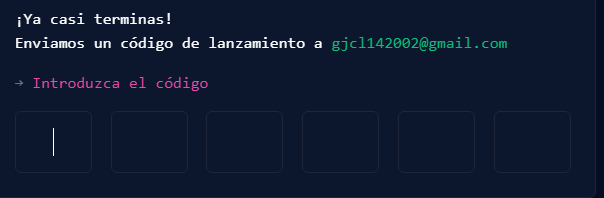 ¡Ya casi terminas!
Enviamos un código de lanzamiento a gjcl142002@gmail.com
→ Introduzca el código